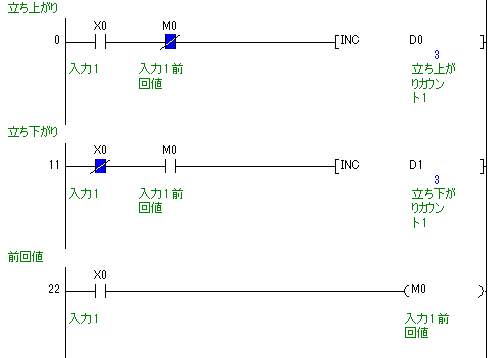 立ち上がり
X0 M0
0 [INC D0 ]
3
入力1 入力1前回値 立ち上がりカウント1
立ち下がり
X0 M0
11 [INC D1 ]
3
入力1 入力1前回値 立ち下がりカウント1
前回値
X0
22 (M0 )
入力1 入力1前回値